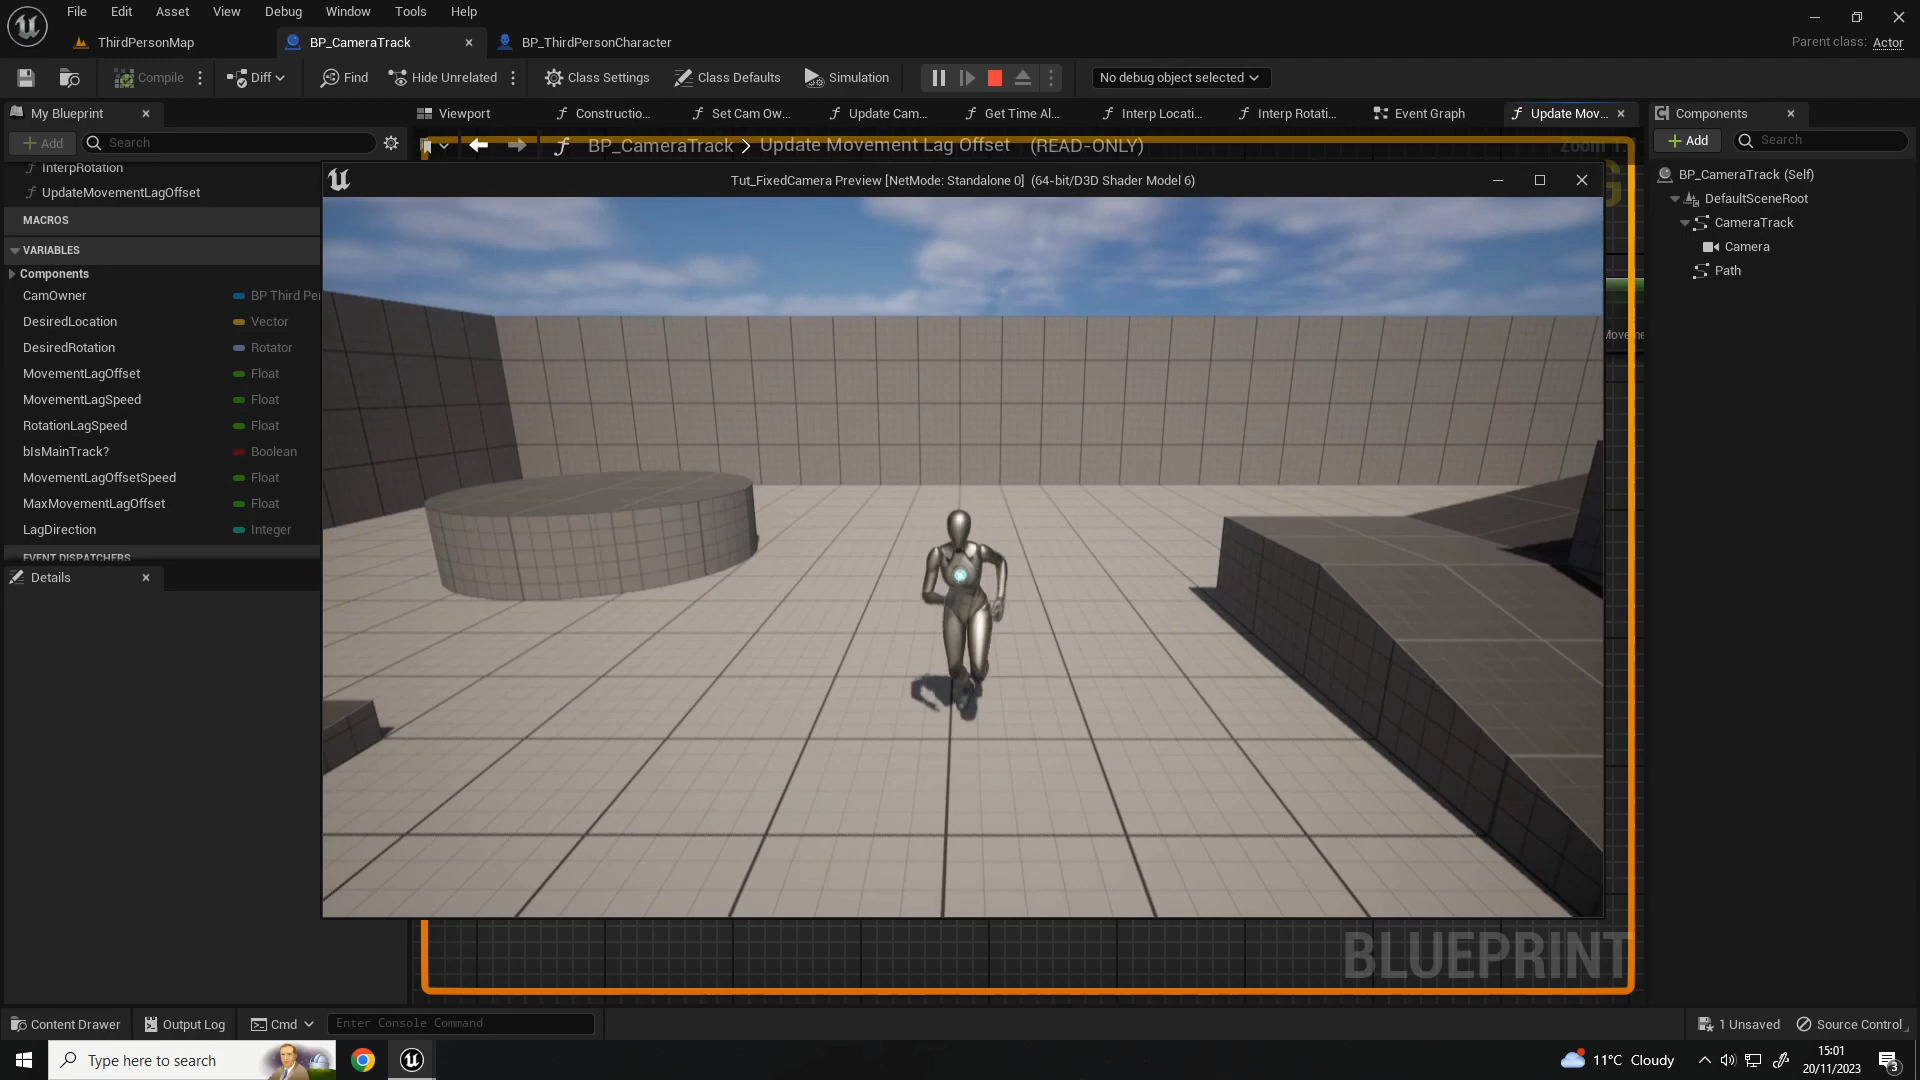 File Edit Asset View Debug Window Tools Help
ThirdPersonMap
BP_CameraTrack
BP_ThirdPersonCharacter
Parent class: Actor
Compile
Diff
Find
Hide Unrelated
Class Settings
Class Defaults
Simulation
No debug object selected
My Blueprint
Viewport
Constructio...
Set Cam Ow...
Update Cam...
Get Time Al...
Interp Locati...
Interp Rotati...
Event Graph
Update Mov...
Components
Add
Search
BP_CameraTrack > Update Movement Lag Offset (READ-ONLY)
Add
Search
InterpRotation
UpdateMovementLagOffset
Tut_FixedCamera Preview [NetMode: Standalone 0] (64-bit/D3D Shader Model 6)
BP_CameraTrack (Self)
DefaultSceneRoot
CameraTrack
Camera
Path
MACROS
VARIABLES
Components
CamOwner BP Third Per
DesiredLocation Vector
DesiredRotation Rotator
MovementLagOffset Float
MovementLagSpeed Float
RotationLagSpeed Float
bIsMainTrack? Boolean
MovementLagOffsetSpeed Float
MaxMovementLagOffset Float
LagDirection Integer
EVENT DISPATCHERS
Details
BLUEPRINT
Content Drawer
Output Log
Cmd
Enter Console Command
1 Unsaved
Source Control
Type here to search
11°C Cloudy
15:01
20/11/2023
3